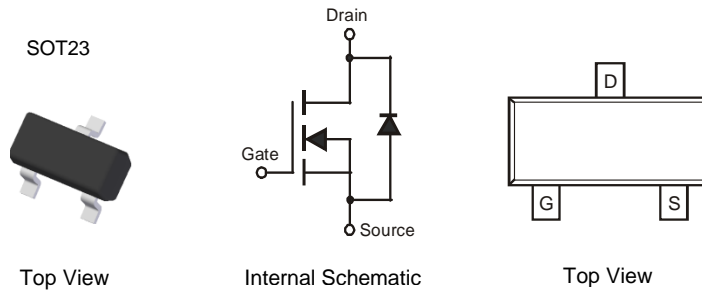 SOT23
Drain
Gate
Source
D
G S
Top View
Internal Schematic
Top View